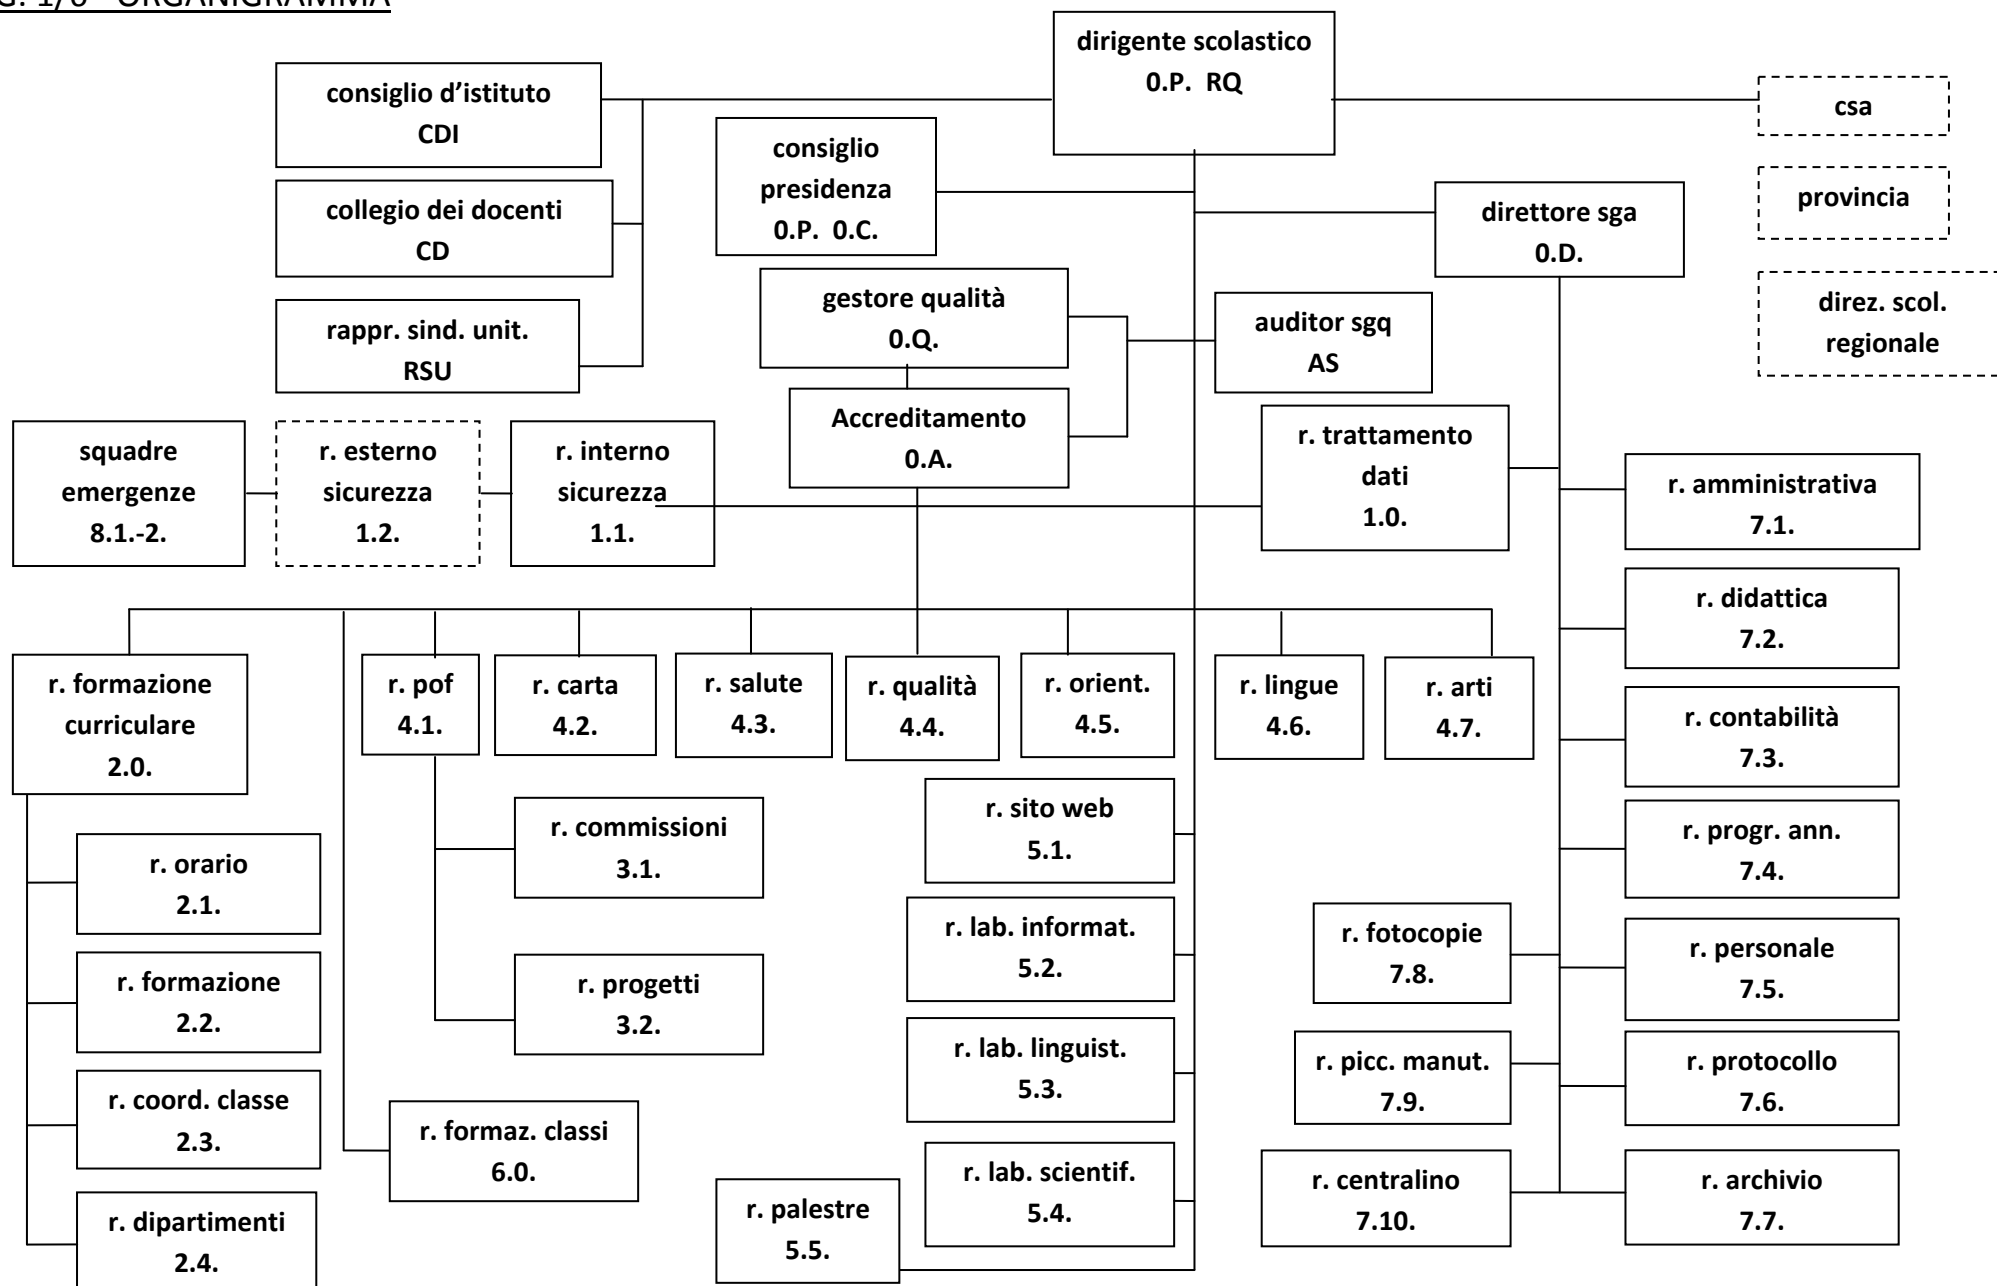 G. 1/6 - ORGANIGRAMMA
dirigente scolastico
0.P. RQ
consiglio d'istituto
CDI
csa
consiglio
presidenza
0.P. 0.C.
collegio dei docenti
CD
direttore sga
0.D.
provincia
gestore qualità
0.Q.
auditor sgq
AS
direz. scol.
regionale
rappr. sind. unit.
RSU
Accreditamento
0.A.
squadre
emergenze
8.1.-2.
r. esterno
sicurezza
1.2.
r. interno
sicurezza
1.1.
r. trattamento
dati
1.0.
r. amministrativa
7.1.
r. didattica
7.2.
r. formazione
curriculare
2.0.
r. pof
4.1.
r. carta
4.2.
r. salute
4.3.
r. qualità
4.4.
r. orient.
4.5.
r. lingue
4.6.
r. arti
4.7.
r. contabilità
7.3.
r. sito web
5.1.
r. commissioni
3.1.
r. progr. ann.
7.4.
r. orario
2.1.
r. lab. informat.
5.2.
r. fotocopie
7.8.
r. personale
7.5.
r. formazione
2.2.
r. progetti
3.2.
r. lab. linguist.
5.3.
r. picc. manut.
7.9.
r. protocollo
7.6.
r. coord. classe
2.3.
r. formaz. classi
6.0.
r. lab. scientif.
5.4.
r. centralino
7.10.
r. archivio
7.7.
r. palestre
5.5.
r. dipartimenti
2.4.